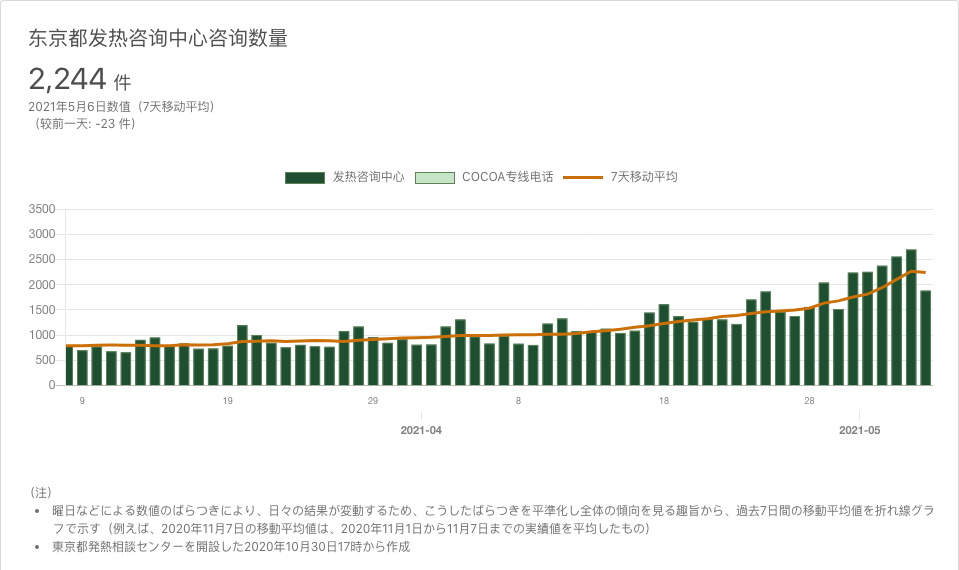 东京都发热咨询中心咨询数量
2,244 件
2021年5月6日数值（7天移动平均）
（较前一天: -23 件）
发热咨询中心 COCOA专线电话 7天移动平均
3500
3000
2500
2000
1500
1000
500
0
9 19 29 8 18 28
2021-04 2021-05
（注）
• 曜日などによる数値のばらつきにより、日々の結果が変動するため、こうしたばらつきを平準化し全体の傾向を見る趣旨から、過去7日間の移動平均値を折れ線グラ
フで示す（例えば、2020年11月7日の移動平均値は、2020年11月1日から11月7日までの実績値を平均したもの）
• 東京都発熱相談センターを開設した2020年10月30日17時から作成